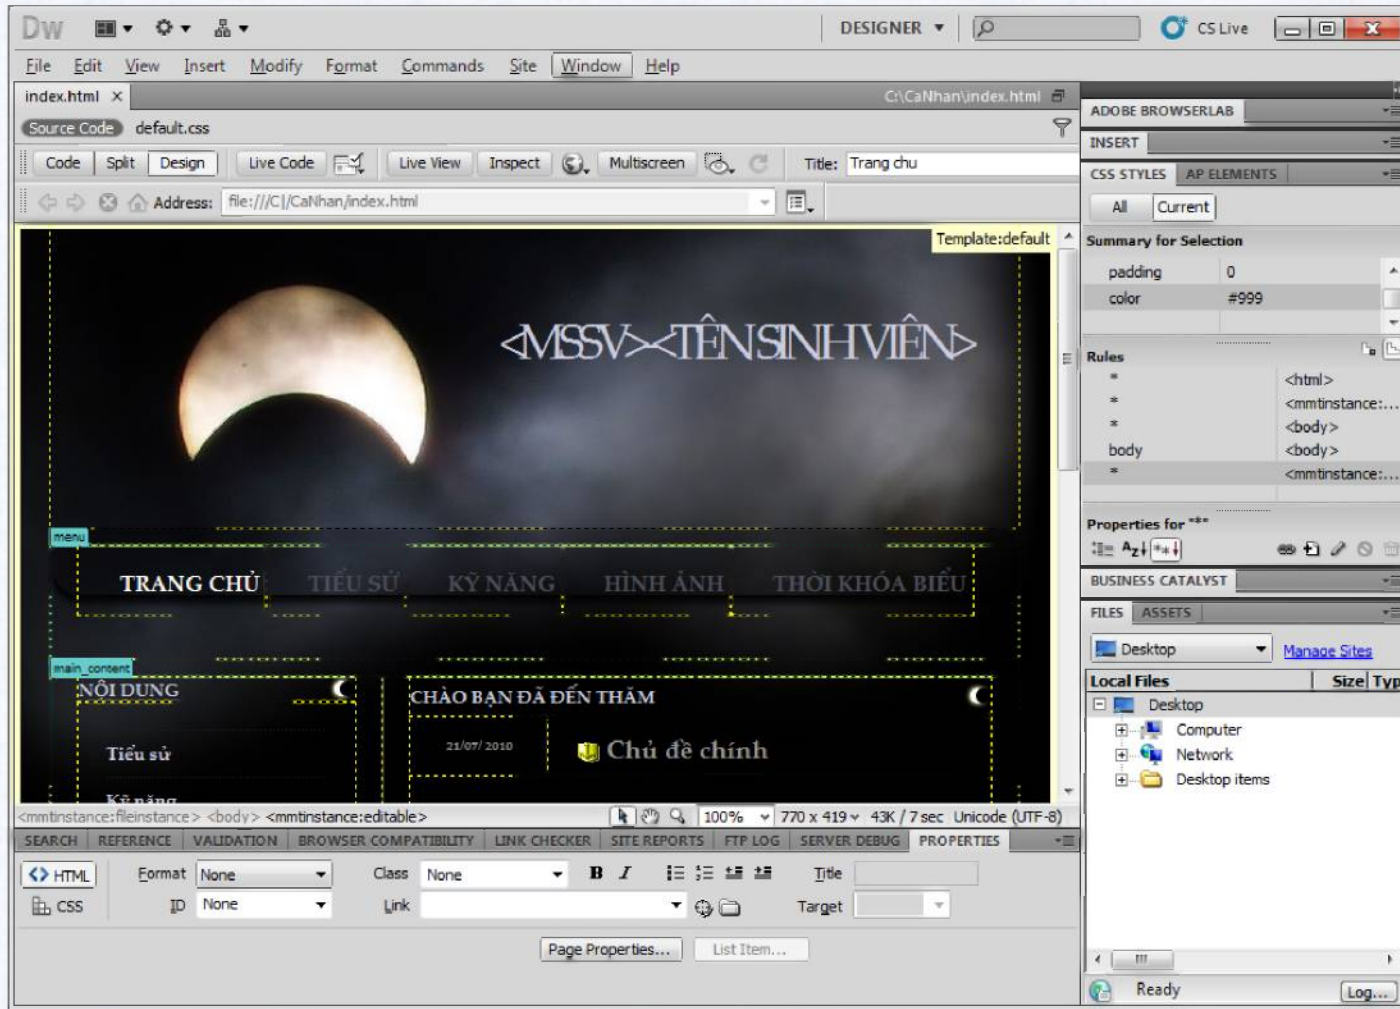 Dw DESIGNER CS Live
File Edit View Insert Modify Format Commands Site Window Help
index.html × C:\CaNhan\index.html
Source Code default.css
Code Split Design Live Code Live View Inspect Multiscreen Title: Trang chu
Address: file:///C|/CaNhan/index.html
Template:default
<MSSV><TÊN SINH VIÊN>
menu
TRANG CHỦ TIỂU SỬ KỸ NĂNG HÌNH ẢNH THỜI KHÓA BIỂU
main_content
NỘI DUNG
Tiểu sử
Kỹ năng
CHÀO BẠN ĐÃ ĐẾN THĂM
21/07/2010 Chủ đề chính
<mmtinstance:fileinstance> <body> <mmtinstance:editable> 100% 770 x 419 43K / 7 sec Unicode (UTF-8)
SEARCH REFERENCE VALIDATION BROWSER COMPATIBILITY LINK CHECKER SITE REPORTS FTP LOG SERVER DEBUG PROPERTIES
<> HTML Format None Class None B I Title
CSS ID None Link Target
Page Properties... List Item...
ADOBE BROWSERLAB
INSERT
CSS STYLES AP ELEMENTS
All Current
Summary for Selection
padding 0
color #999
Rules
* <html>
* <mmtinstance:...
* <body>
body <body>
* <mmtinstance:...
Properties for "*"
BUSINESS CATALYST
FILES ASSETS
Desktop Manage Sites
Local Files Size Typ
Desktop
Computer
Network
Desktop items
Ready Log...